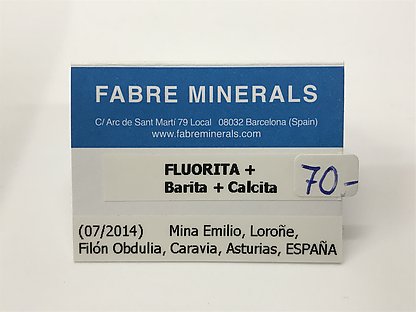 FABRE MINERALS
C/ Arc de Sant Martí 79 Local 08032 Barcelona (Spain)
www.fabreminerals.com
FLUORITA +
Barita + Calcita
70-
(07/2014) Mina Emilio, Loroñe,
Filón Obdulia, Caravia, Asturias, ESPAÑA